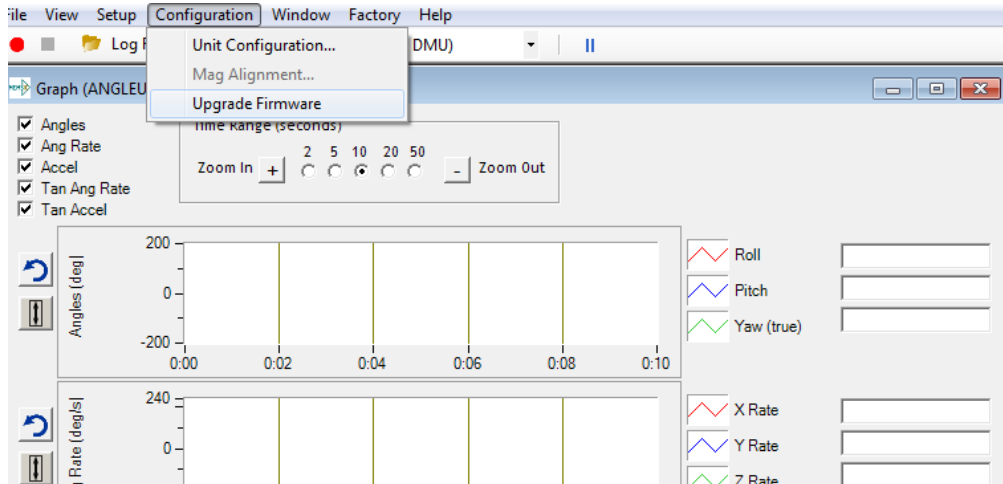 File View Setup Configuration Window Factory Help
Log F
DMU)
Unit Configuration...
Mag Alignment...
Upgrade Firmware
Graph (ANGLEU
Angles
Ang Rate
Accel
Tan Ang Rate
Tan Accel
Time Range (seconds)
Zoom In + 2 5 10 20 50 - Zoom Out
Angles (deg)
200
0
-200
0:00 0:02 0:04 0:06 0:08 0:10
Roll
Pitch
Yaw (true)
Rate (deg/s)
240
0
X Rate
Y Rate
Z Rate